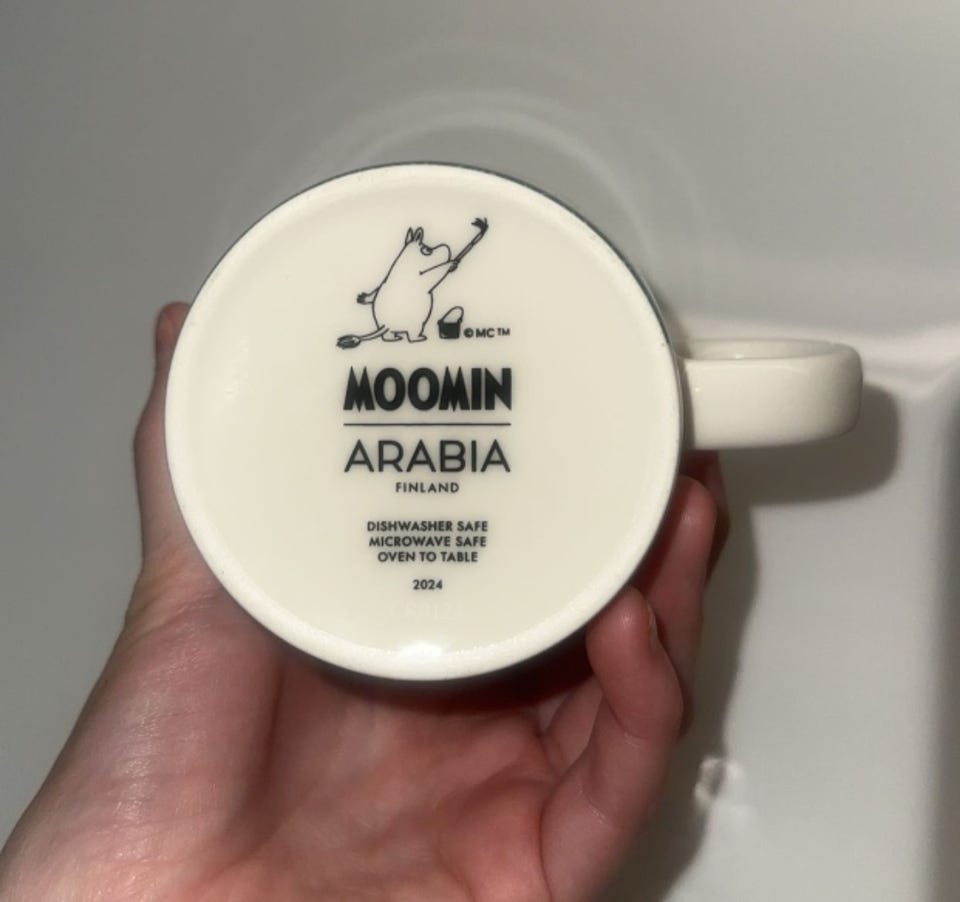 ©MC™
MOOMIN
ARABIA
FINLAND
DISHWASHER SAFE
MICROWAVE SAFE
OVEN TO TABLE
2024